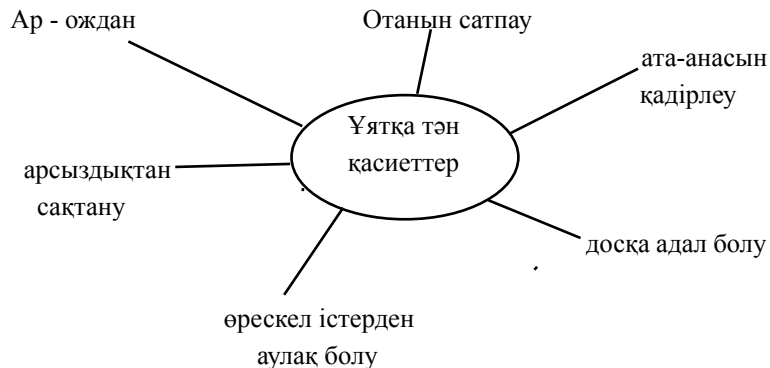 Ар - ождан
Отанын сатпау
ата-анасын
қадірлеу
Ұятқа тән
қасиеттер
арсыздықтан
сақтану
досқа адал болу
өрескел істерден
аулақ болу